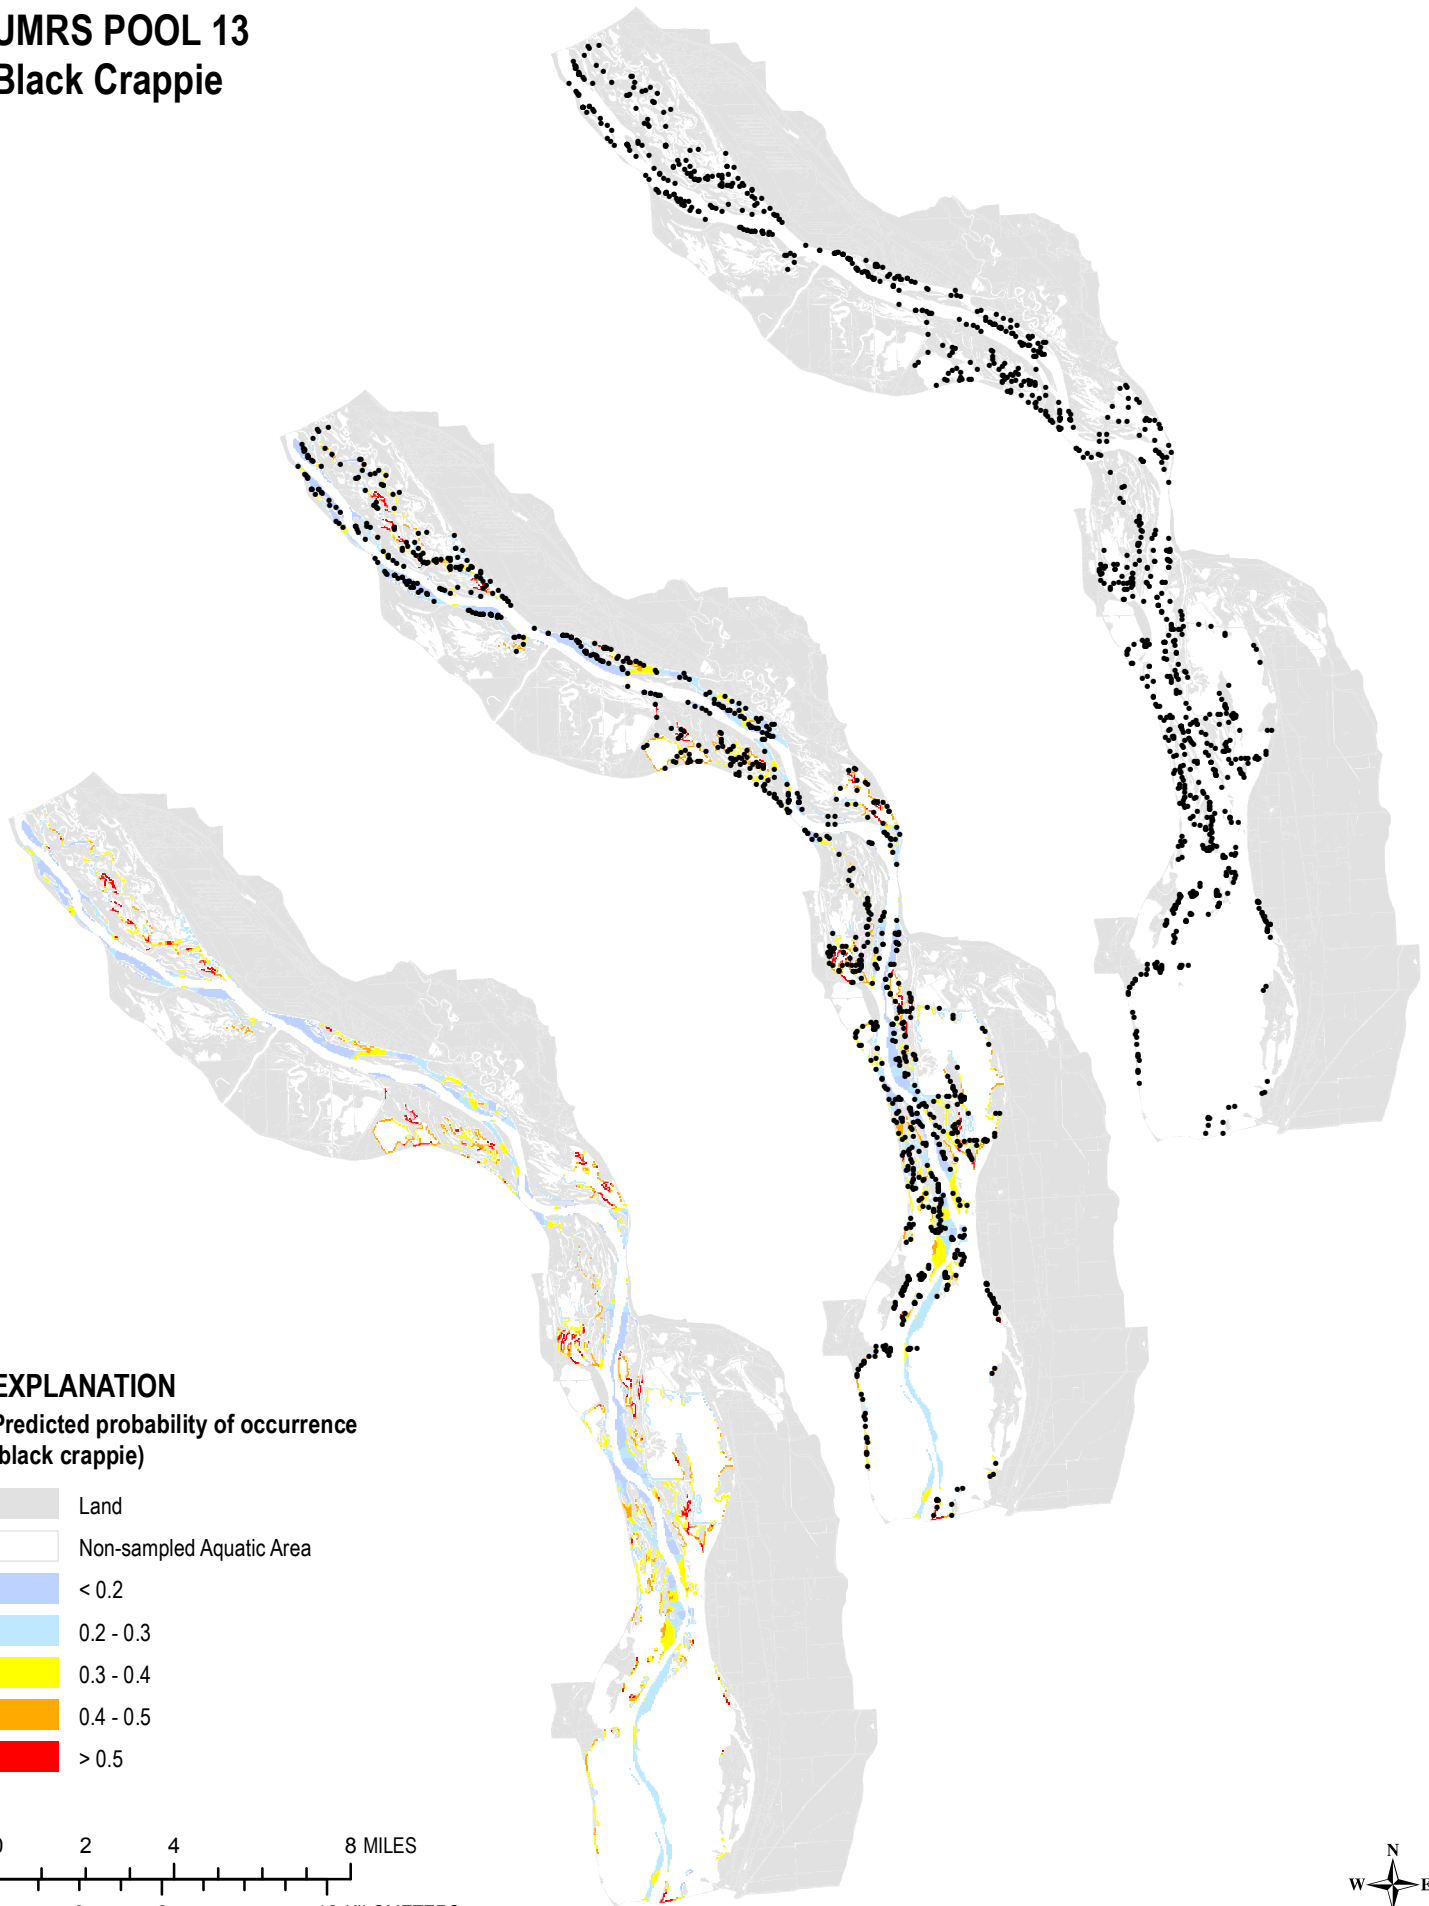 UMRS POOL 13
Black Crappie
EXPLANATION
Predicted probability of occurrence
(black crappie)
Land
Non-sampled Aquatic Area
< 0.2
0.2 - 0.3
0.3 - 0.4
0.4 - 0.5
> 0.5
0 2 4 8 MILES
N
W E